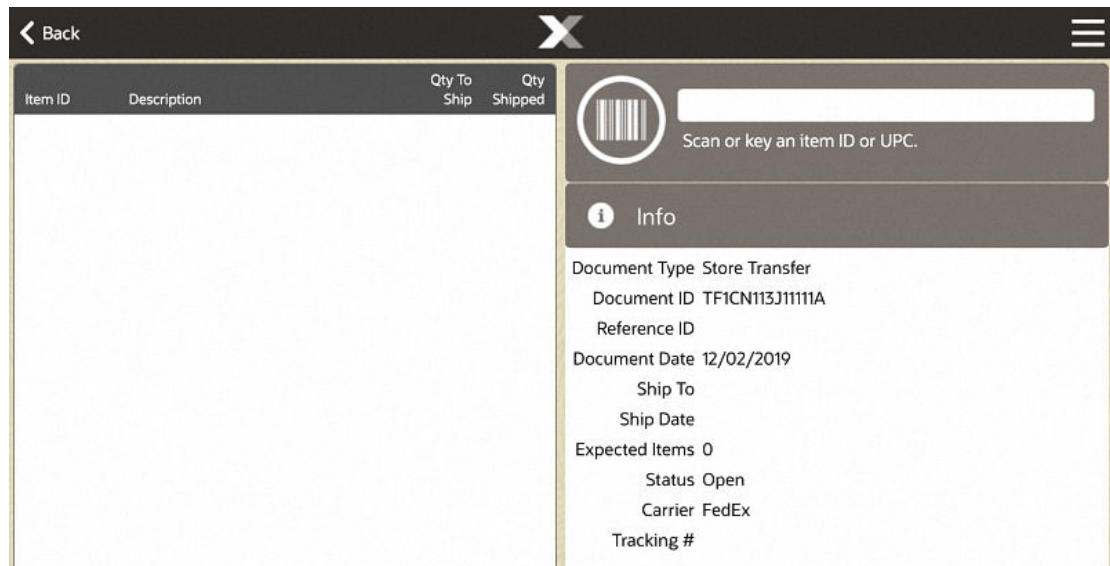 Back
Item ID Description Qty To Ship Qty Shipped
Scan or key an item ID or UPC.
Info
Document Type Store Transfer
Document ID TF1CN113J11111A
Reference ID
Document Date 12/02/2019
Ship To
Ship Date
Expected Items 0
Status Open
Carrier FedEx
Tracking #